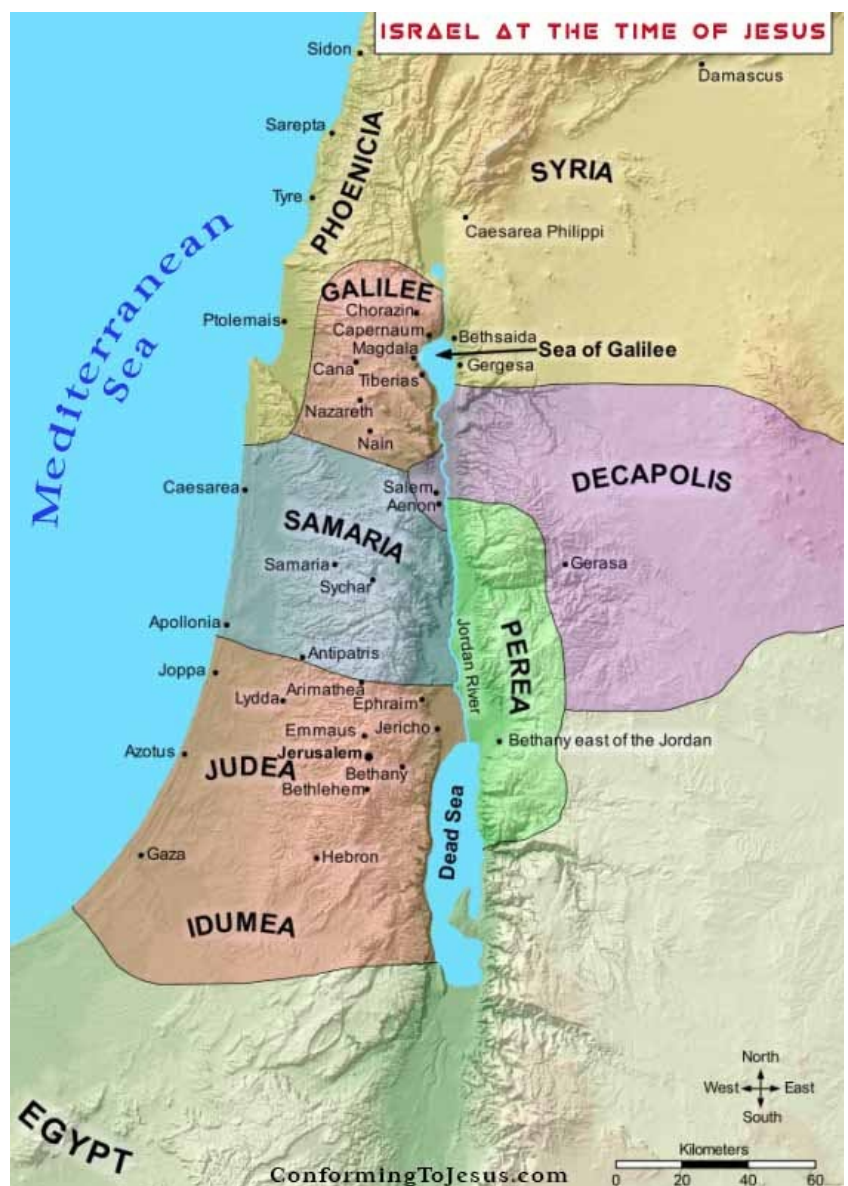 ISRAEL AT THE TIME OF JESUS
Sidon
Damascus
Sarepta
PHOENICIA
SYRIA
Tyre
Caesarea Philippi
Mediterranean
Sea
GALILEE
Chorazin
Ptolemais
Capernaum
Bethsaida
Magdala
Sea of Galilee
Cana
Gergesa
Tiberias
Nazareth
Nain
DECAPOLIS
Caesarea
Salem
Aenon
SAMARIA
Samaria
Gerasa
Sychar
Apollonia
Jordan River
PEREA
Antipatris
Joppa
Arimathea
Lydda
Ephraim
Emmaus
Jericho
Bethany east of the Jordan
Azotus
Jerusalem
JUDEA
Bethany
Bethlehem
Dead Sea
Gaza
Hebron
IDUMEA
EGYPT
North
West
East
South
Kilometers
0 20 40 60
ConformingToJesus.com